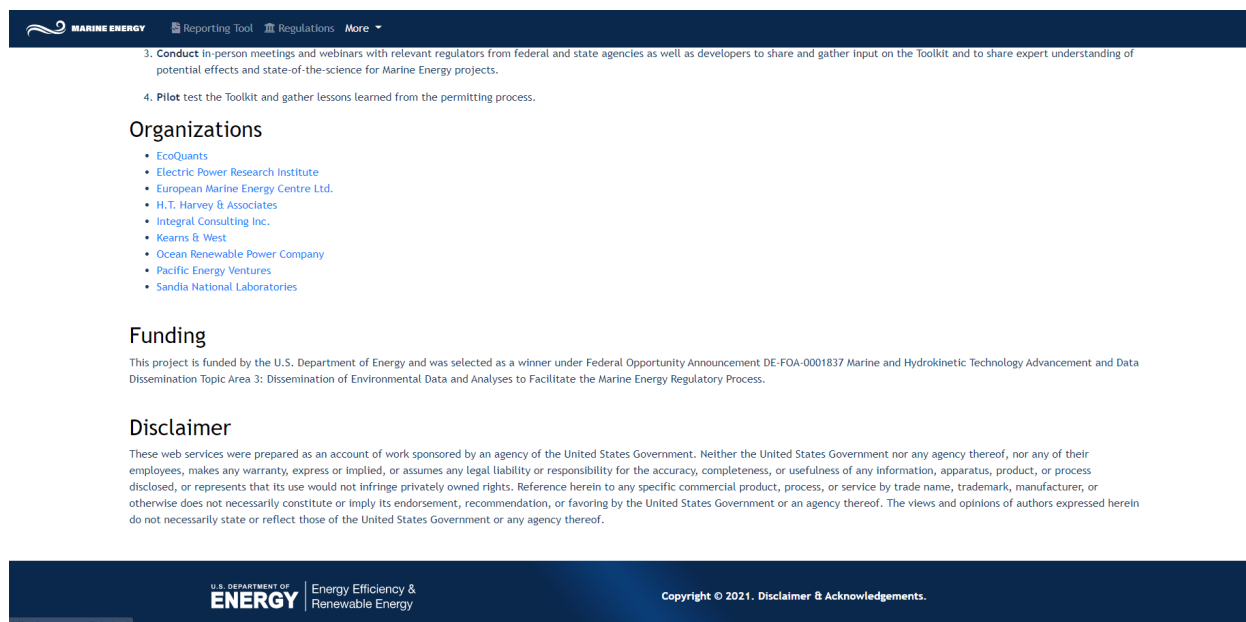 MARINE ENERGY Reporting Tool Regulations More
3. Conduct in-person meetings and webinars with relevant regulators from federal and state agencies as well as developers to share and gather input on the Toolkit and to share expert understanding of
potential effects and state-of-the-science for Marine Energy projects.
4. Pilot test the Toolkit and gather lessons learned from the permitting process.
Organizations
• EcoQuants
• Electric Power Research Institute
• European Marine Energy Centre Ltd.
• H.T. Harvey & Associates
• Integral Consulting Inc.
• Kearns & West
• Ocean Renewable Power Company
• Pacific Energy Ventures
• Sandia National Laboratories
Funding
This project is funded by the U.S. Department of Energy and was selected as a winner under Federal Opportunity Announcement DE-FOA-0001837 Marine and Hydrokinetic Technology Advancement and Data
Dissemination Topic Area 3: Dissemination of Environmental Data and Analyses to Facilitate the Marine Energy Regulatory Process.
Disclaimer
These web services were prepared as an account of work sponsored by an agency of the United States Government. Neither the United States Government nor any agency thereof, nor any of their
employees, makes any warranty, express or implied, or assumes any legal liability or responsibility for the accuracy, completeness, or usefulness of any information, apparatus, product, or process
disclosed, or represents that its use would not infringe privately owned rights. Reference herein to any specific commercial product, process, or service by trade name, trademark, manufacturer, or
otherwise does not necessarily constitute or imply its endorsement, recommendation, or favoring by the United States Government or an agency thereof. The views and opinions of authors expressed herein
do not necessarily state or reflect those of the United States Government or any agency thereof.
U.S. DEPARTMENT OF
ENERGY
Energy Efficiency &
Renewable Energy
Copyright © 2021. Disclaimer & Acknowledgements.